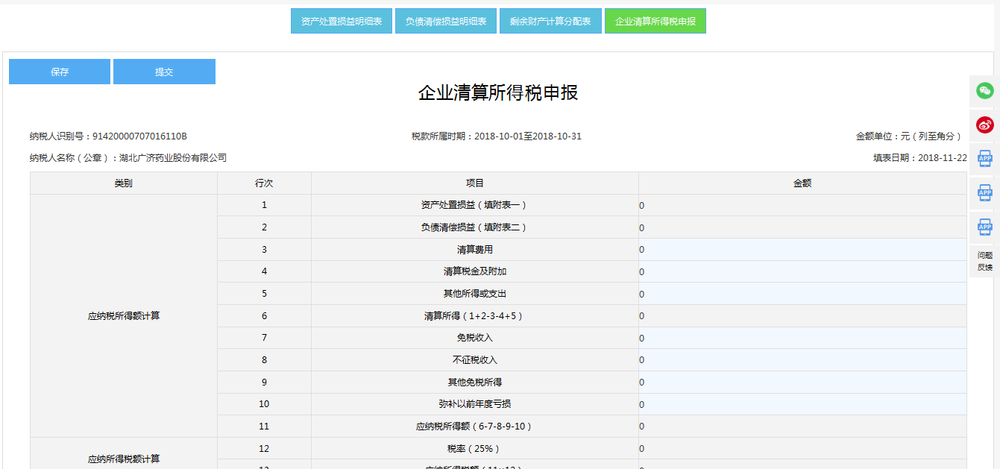 资产处置损益明细表 负债清偿损益明细表 剩余财产计算分配表 企业清算所得税申报
保存 提交
企业清算所得税申报
纳税人识别号：91420000707016110B 税款所属时期：2018-10-01至2018-10-31 金额单位：元（列至角分）
纳税人名称（公章）：湖北广济药业股份有限公司 填表日期：2018-11-22
类别 行次 项目 金额
应纳税所得额计算
1 资产处置损益（填附表一） 0
2 负债清偿损益（填附表二） 0
3 清算费用 0
4 清算税金及附加 0
5 其他所得或支出 0
6 清算所得（1+2-3-4+5） 0
7 免税收入 0
8 不征税收入 0
9 其他免税所得 0
10 弥补以前年度亏损 0
11 应纳税所得额（6-7-8-9-10） 0
应纳所得税额计算
12 税率（25%） 0
APP
APP
APP
问题
反馈